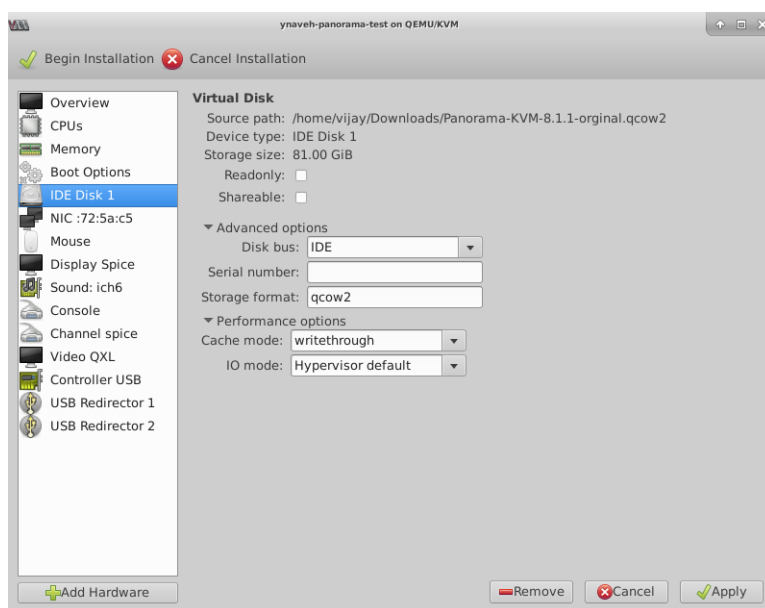 ynaveh-panorama-test on QEMU/KVM
Begin Installation Cancel Installation
Overview
CPUs
Memory
Boot Options
IDE Disk 1
NIC :72:5a:c5
Mouse
Display Spice
Sound: ich6
Console
Channel spice
Video QXL
Controller USB
USB Redirector 1
USB Redirector 2
Add Hardware
Virtual Disk
Source path: /home/vijay/Downloads/Panorama-KVM-8.1.1-orginal.qcow2
Device type: IDE Disk 1
Storage size: 81.00 GiB
Readonly:
Shareable:
Advanced options
Disk bus: IDE
Serial number:
Storage format: qcow2
Performance options
Cache mode: writethrough
IO mode: Hypervisor default
Remove Cancel Apply